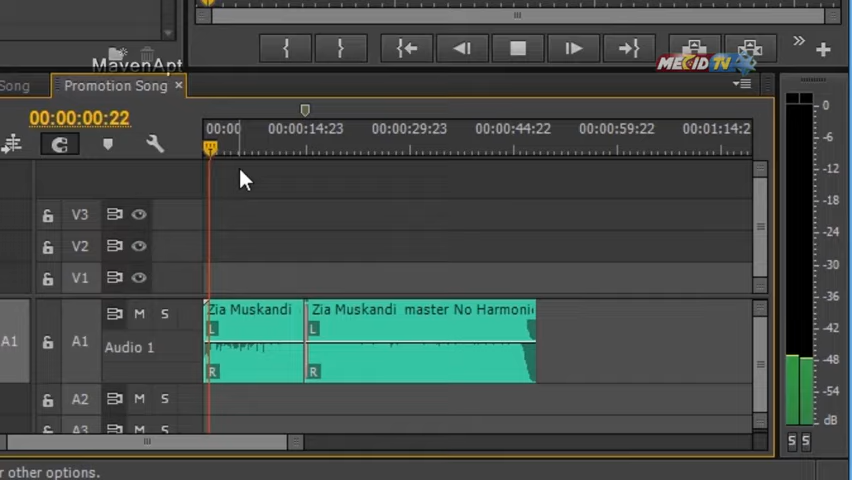 MavenApt
MECID TV
Song
Promotion Song ×
00:00:00:22
00:00
00:00:14:23
00:00:29:23
00:00:44:22
00:00:59:22
00:01:14:2
V3
V2
V1
A1
A1
M S
Audio 1
Zia Muskandi
L
R
Zia Muskandi master No Harmoni
L
R
A2
M S
A3
0
-6
-12
-18
-24
-30
-36
-42
-48
-54
dB
S S
r other options.